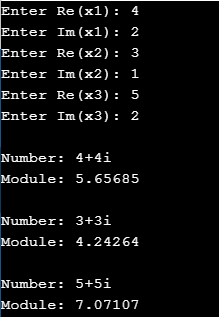 Enter Re(x1): 4
Enter Im(x1): 2
Enter Re(x2): 3
Enter Im(x2): 1
Enter Re(x3): 5
Enter Im(x3): 2
Number: 4+4i
Module: 5.65685
Number: 3+3i
Module: 4.24264
Number: 5+5i
Module: 7.07107